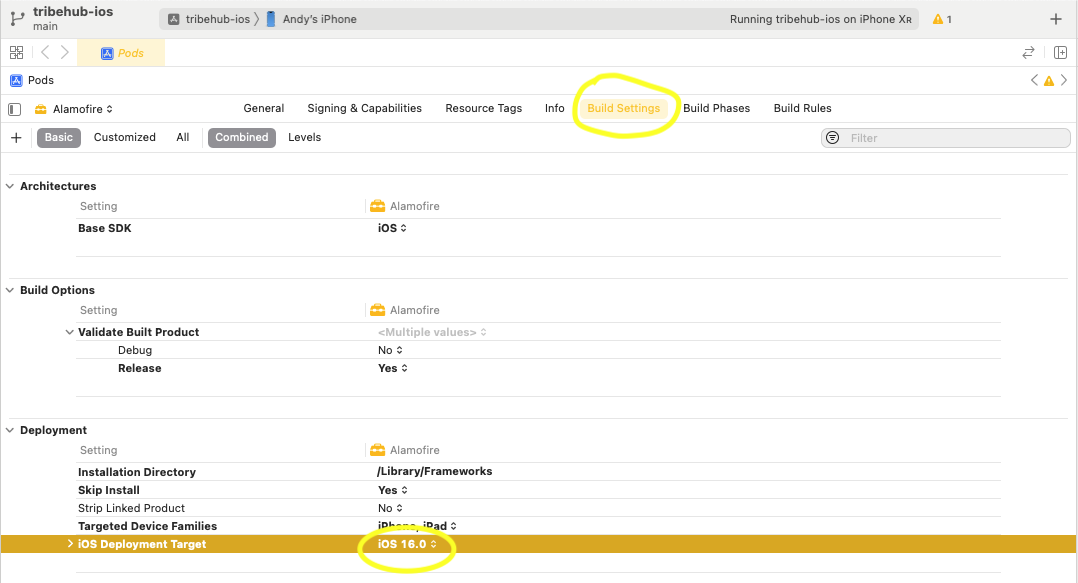 tribehub-ios
main
tribehub-ios
Andy's iPhone
Running tribehub-ios on iPhone XR
1
Pods
Pods
Alamofire
General
Signing & Capabilities
Resource Tags
Info
Build Settings
Build Phases
Build Rules
Basic
Customized
All
Combined
Levels
Filter
Architectures
Setting Alamofire
Base SDK iOS
Build Options
Setting Alamofire
Validate Built Product <Multiple values>
Debug No
Release Yes
Deployment
Setting Alamofire
Installation Directory /Library/Frameworks
Skip Install Yes
Strip Linked Product No
Targeted Device Families iPhone, iPad
iOS Deployment Target iOS 16.0